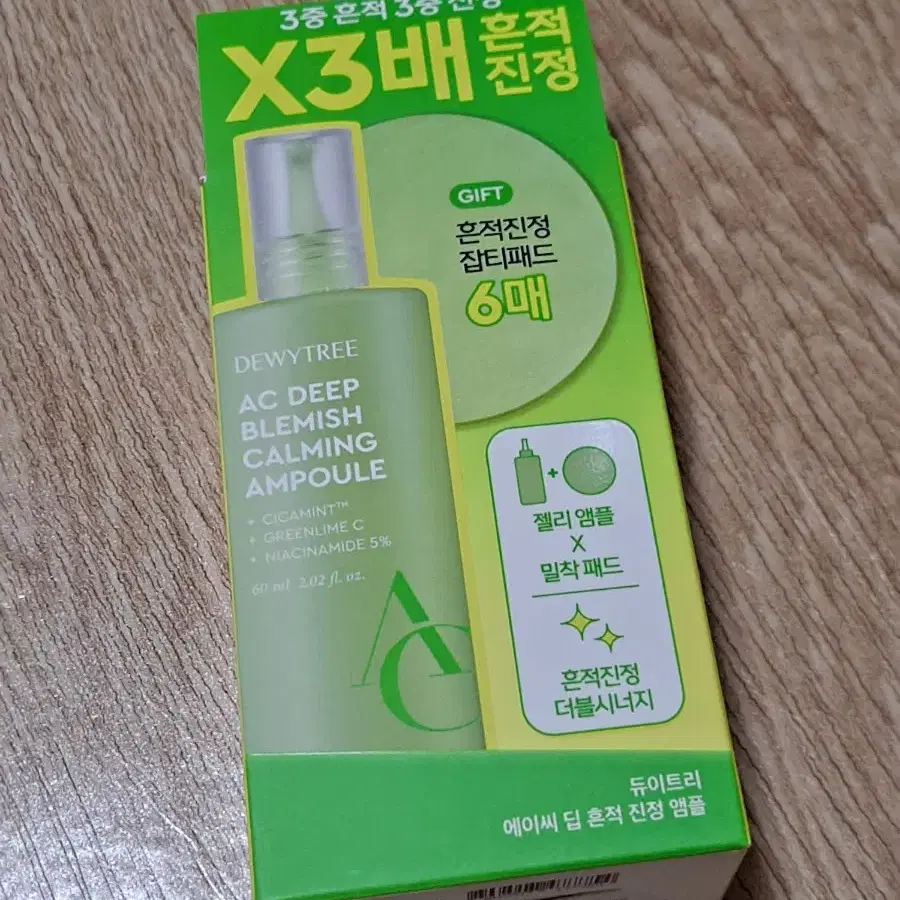 3중 흔적 3중 진정
X3배 흔적
진정
GIFT
흔적진정
잡티패드
6매
DEWYTREE
AC DEEP
BLEMISH
CALMING
AMPOULE
+ CICAMINT™
+ GREENLIME C
+ NIACINAMIDE 5%
60 ml 2.02 fl. oz.
AC
+
젤리 앰플
X
밀착 패드
흔적진정
더블시너지
듀이트리
에이씨 딥 흔적 진정 앰플